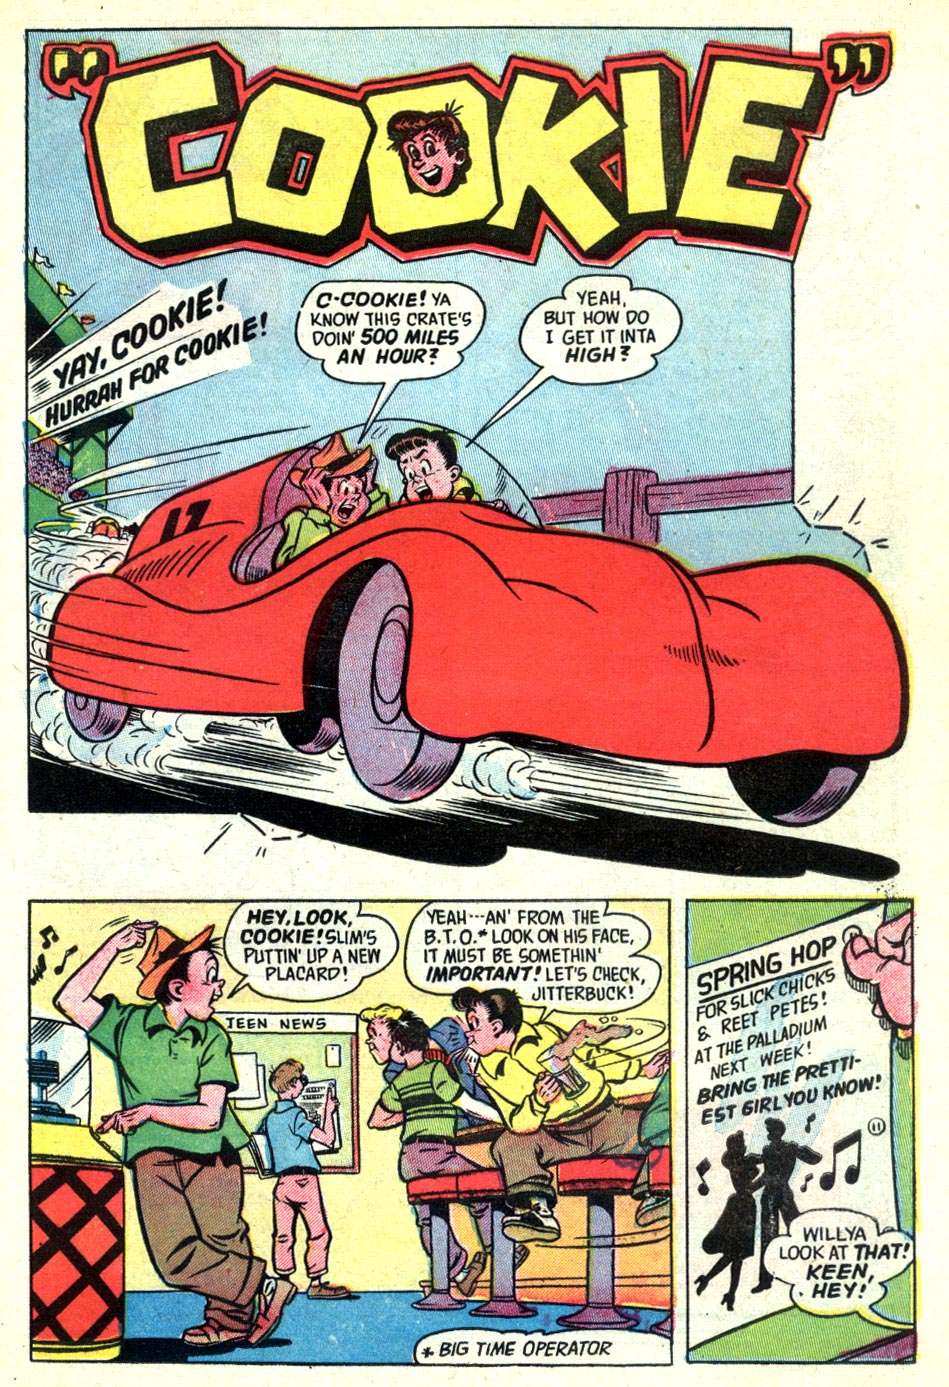 "COOKIE"
YAY, COOKIE!
HURRAH FOR COOKIE!
C-COOKIE! YA
KNOW THIS CRATE'S
DOIN' 500 MILES
AN HOUR?
YEAH,
BUT HOW DO
I GET IT INTA
HIGH?
17
HEY, LOOK,
COOKIE! SLIM'S
PUTTIN' UP A NEW
PLACARD!
YEAH---AN' FROM THE
B.T.O.* LOOK ON HIS FACE,
IT MUST BE SOMETHIN'
IMPORTANT! LET'S CHECK,
JITTERBUCK!
TEEN NEWS
* BIG TIME OPERATOR
SPRING HOP
FOR SLICK CHICKS
& REET PETES!
AT THE PALLADIUM
NEXT WEEK!
BRING THE PRETTI-
EST GIRL YOU KNOW!
11
WILLYA
LOOK AT THAT!
KEEN,
HEY!